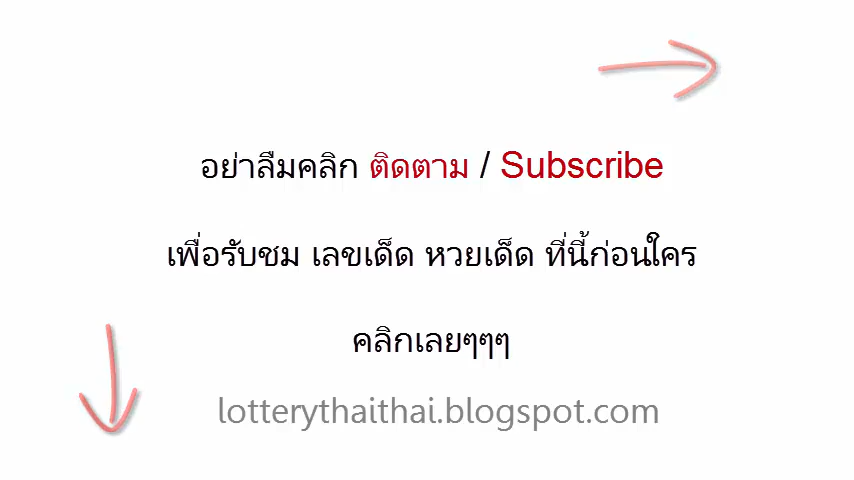 อย่าลืมคลิก ติดตาม / Subscribe
เพื่อรับชม เลขเด็ด หวยเด็ด ที่นี้ก่อนใคร
คลิกเลยๆๆๆ
lotterythaithai.blogspot.com